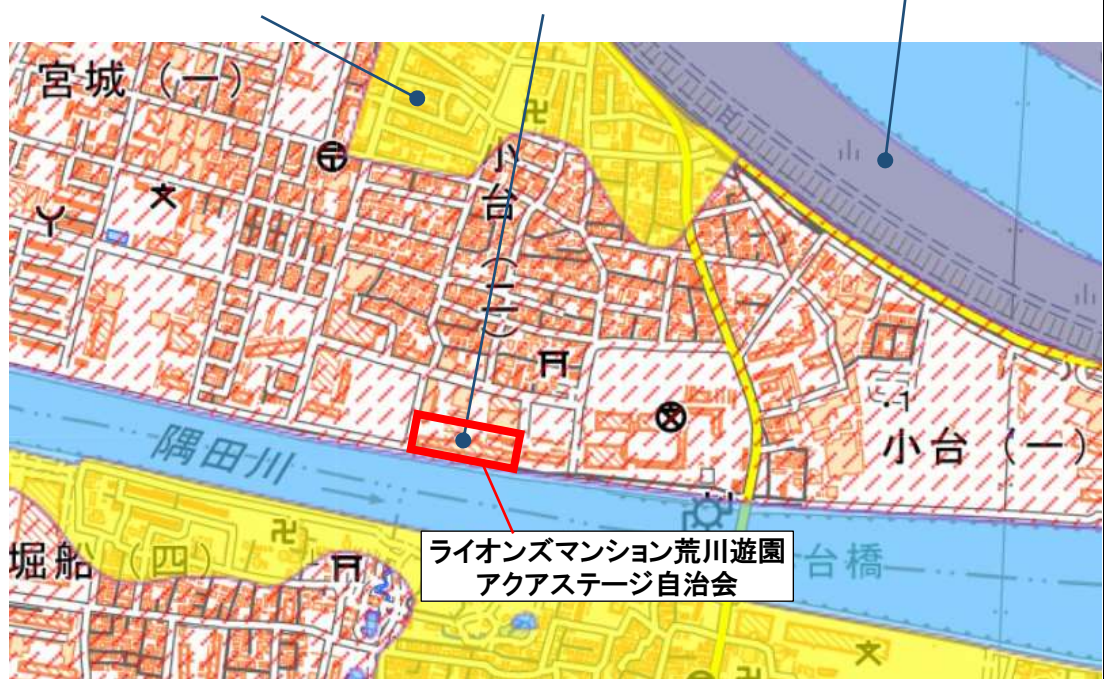 宮城（一）
小台（二）
・1
小台（一）
隅田川
ライオンズマンション荒川遊園
アクアステージ自治会
台橋
堀船（四）